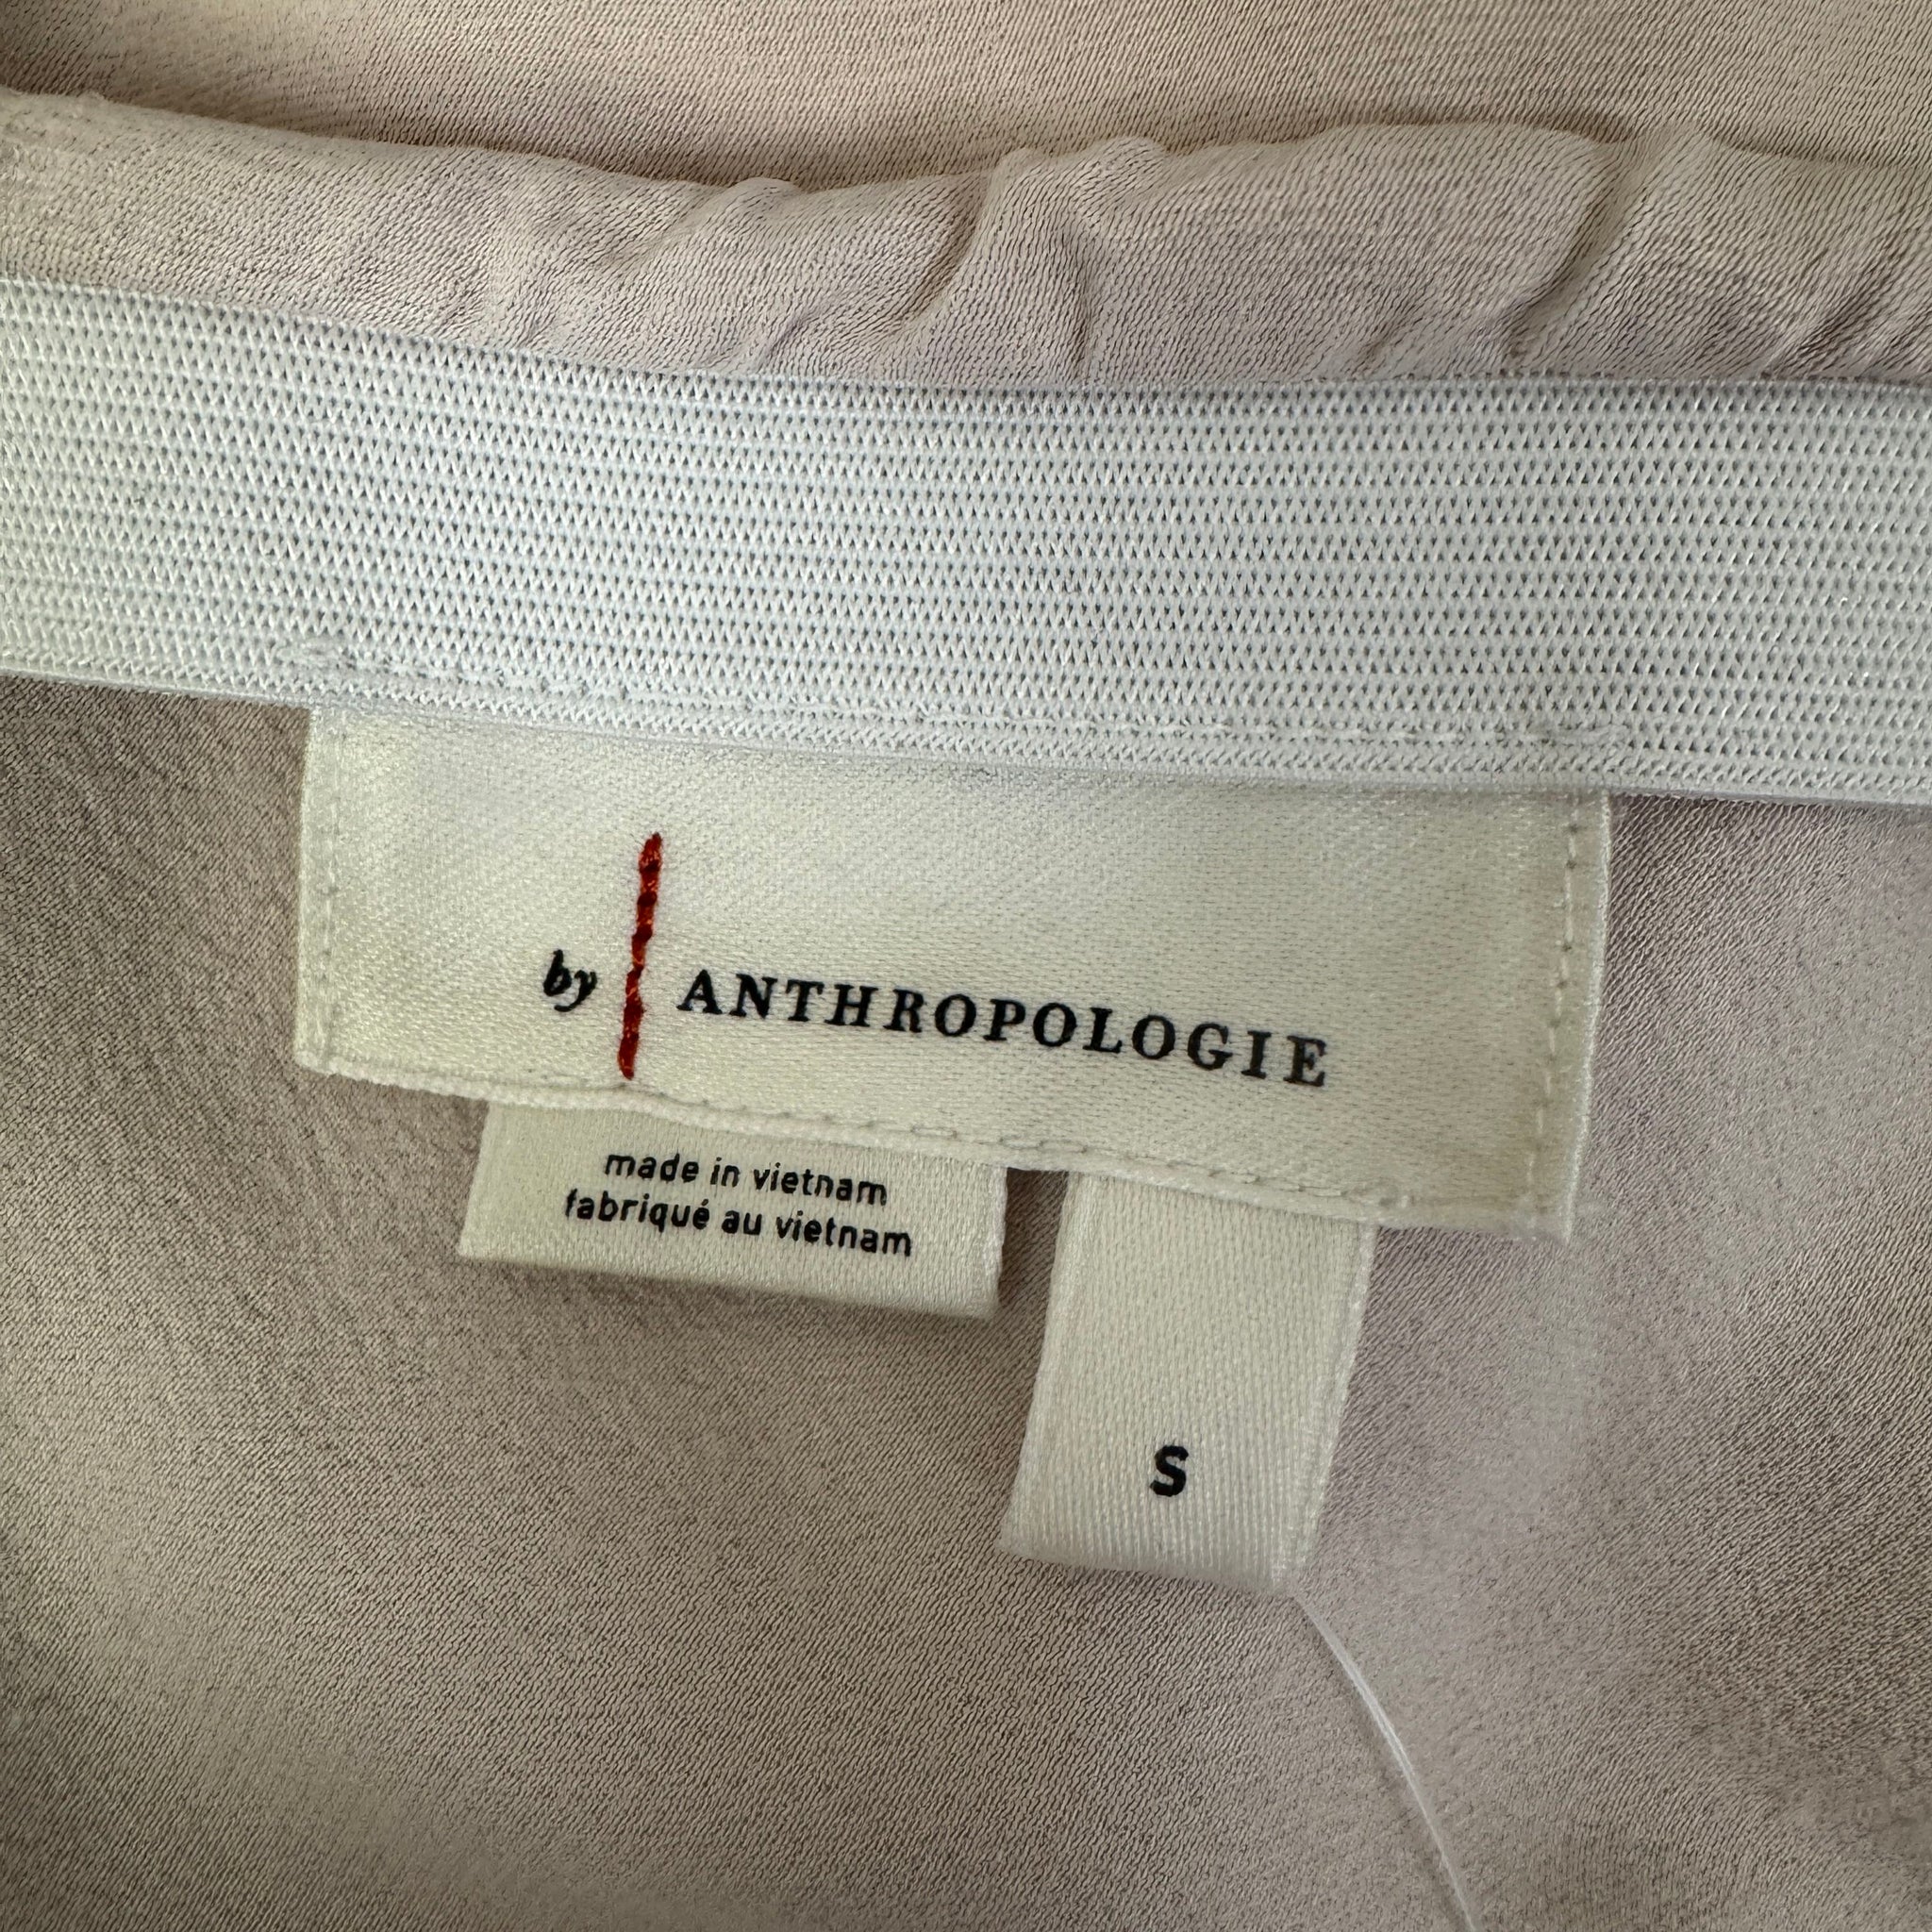 by ANTHROPOLOGIE
made in vietnam
fabriqué au vietnam
S